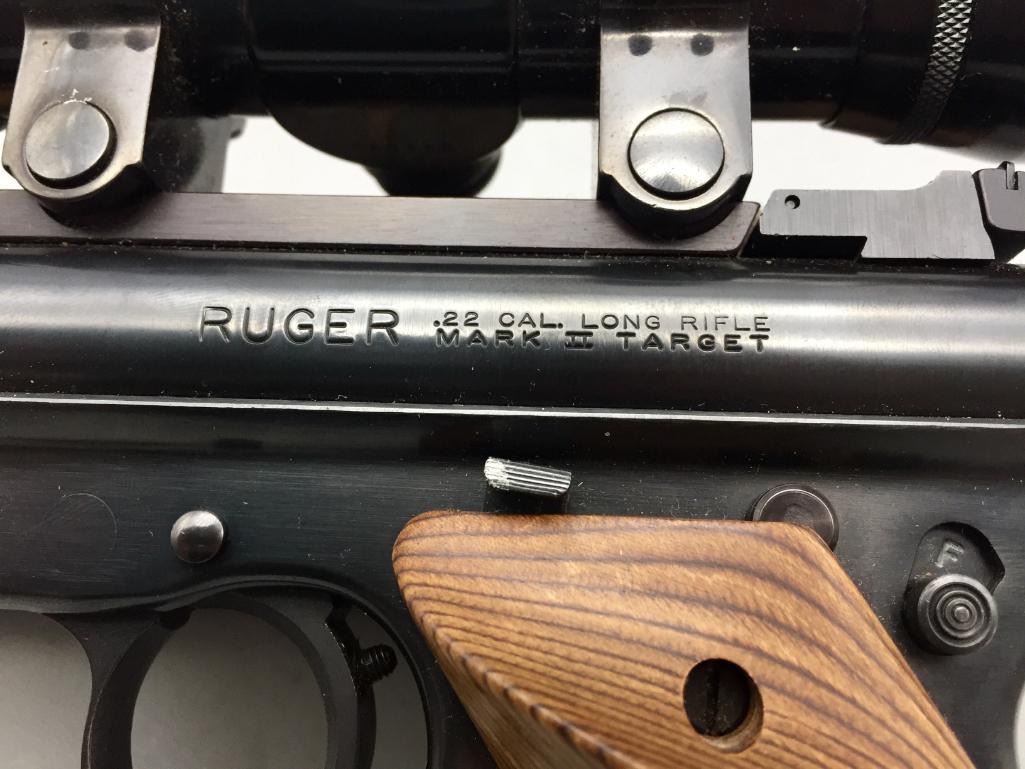 RUGER
.22 CAL. LONG RIFLE
MARK II TARGET
F